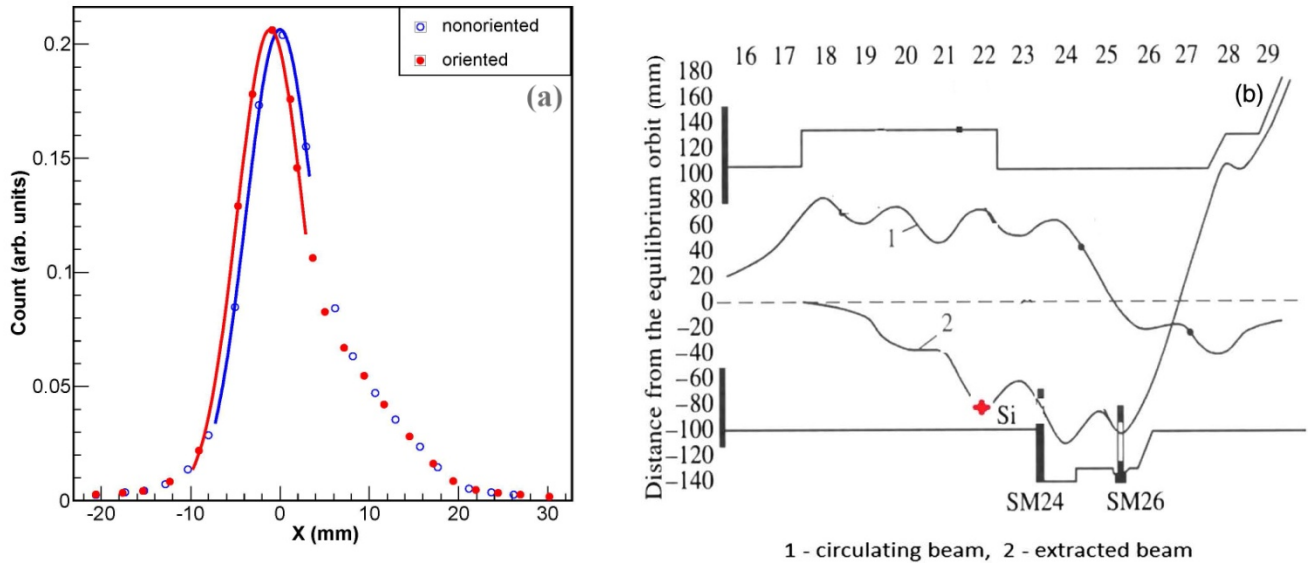 nonoriented
oriented
(a)
0.2
0.15
0.1
0.05
0
Count (arb. units)
-20 -10 0 10 20 30
X (mm)
16 17 18 19 20 21 22 23 24 25 26 27 28 29
(b)
Distance from the equilibrium orbit (mm)
180
160
140
120
100
80
60
40
20
0
−20
−40
−60
−80
−100
−120
−140
1
2
Si
SM24 SM26
1 - circulating beam, 2 - extracted beam